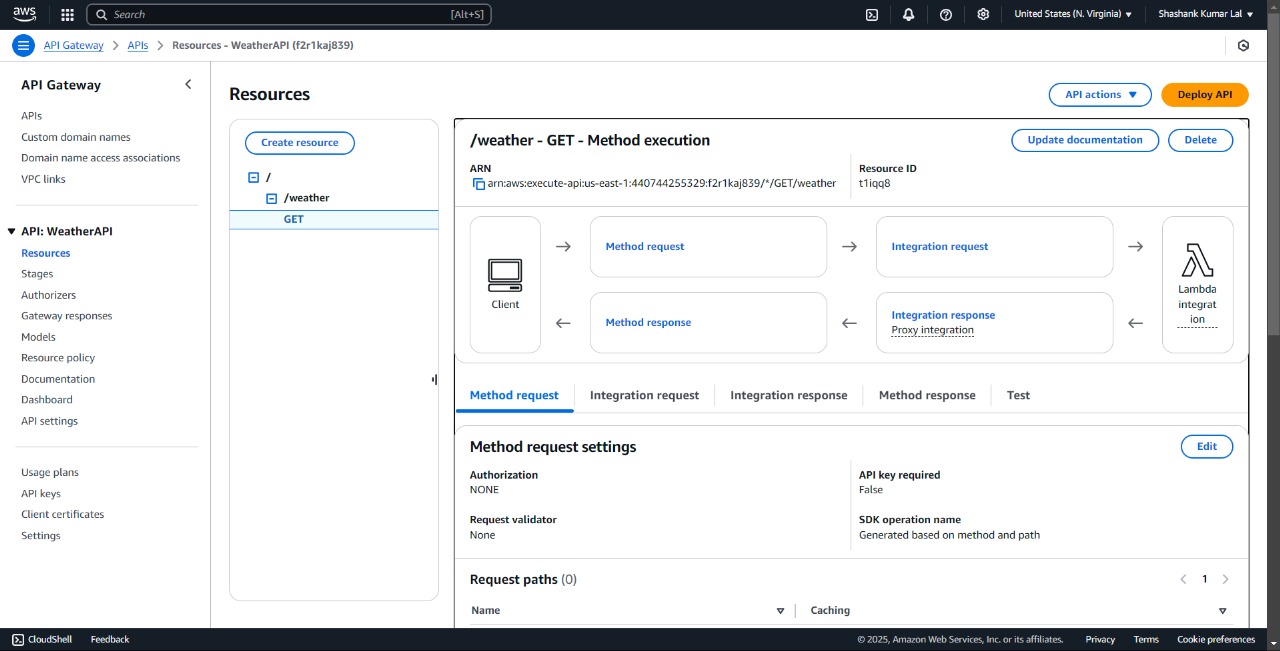 aws
Search [Alt+S]
United States (N. Virginia) ▼ Shashank Kumar Lal ▼
API Gateway > APIs > Resources - WeatherAPI (f2r1kaj839)
API Gateway
APIs
Custom domain names
Domain name access associations
VPC links
▼ API: WeatherAPI
Resources
Stages
Authorizers
Gateway responses
Models
Resource policy
Documentation
Dashboard
API settings
Usage plans
API keys
Client certificates
Settings
Resources
API actions ▼
Deploy API
Create resource
/
/weather
GET
/weather - GET - Method execution
Update documentation
Delete
ARN
arn:aws:execute-api:us-east-1:440744255329:f2r1kaj839/*/GET/weather
Resource ID
t1iqq8
Client
Method request
Integration request
Method response
Integration response
Proxy integration
Lambda
integrat
ion
Method request Integration request Integration response Method response Test
Method request settings
Edit
Authorization
NONE
API key required
False
Request validator
None
SDK operation name
Generated based on method and path
Request paths (0)
< 1 >
Name Caching
CloudShell Feedback © 2025, Amazon Web Services, Inc. or its affiliates. Privacy Terms Cookie preferences